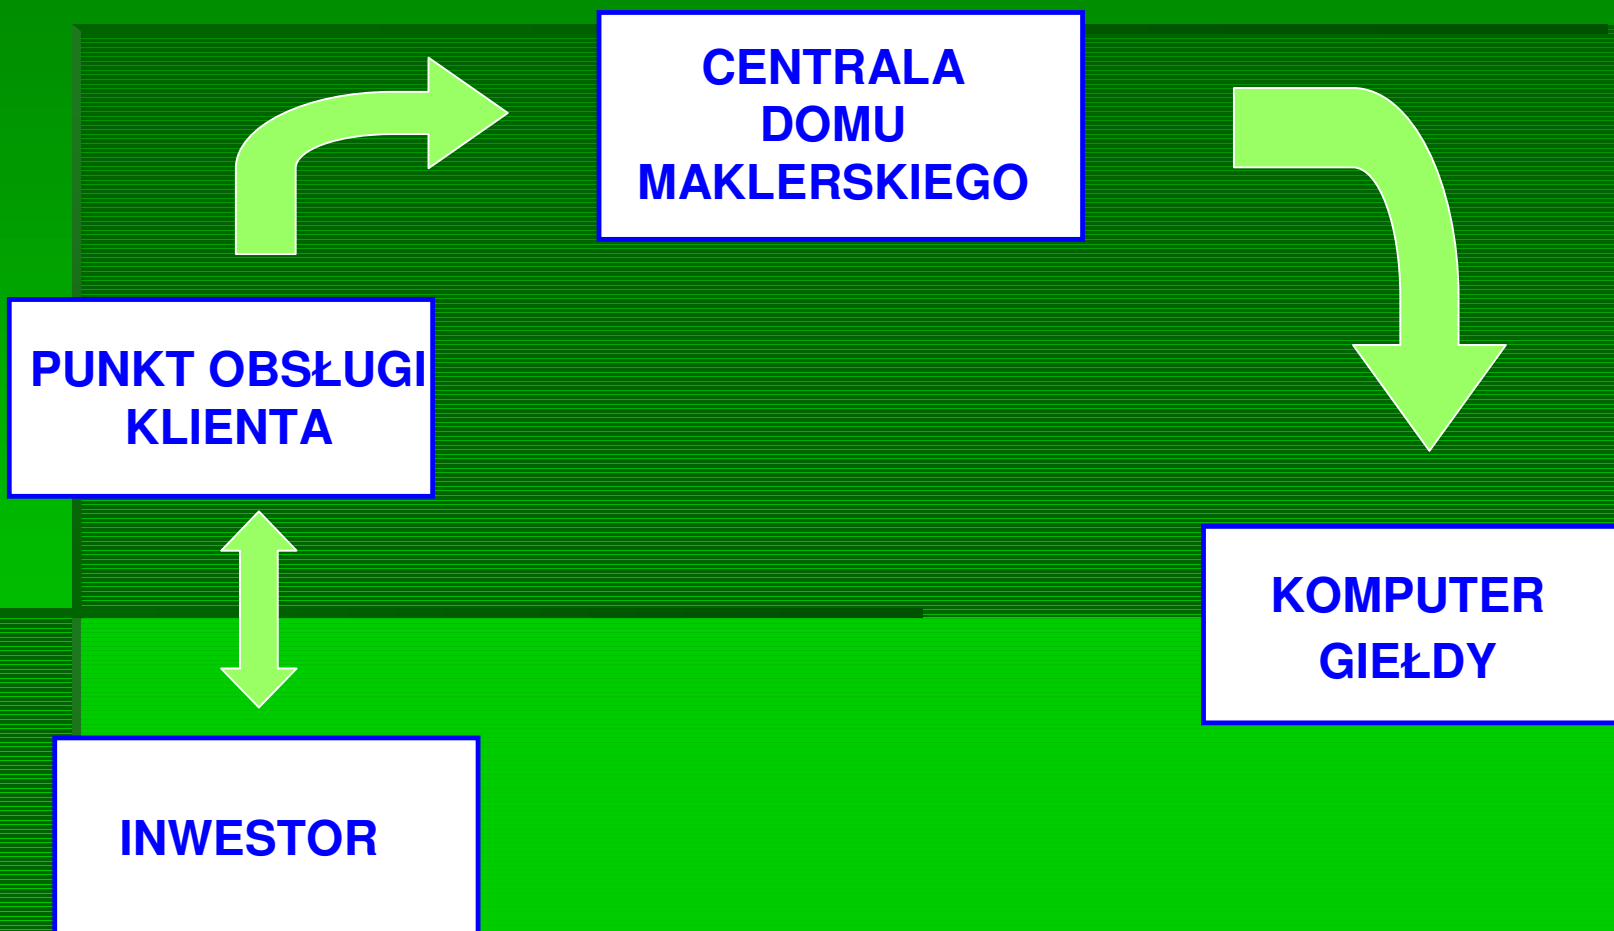 CENTRALA
DOMU
MAKLERSKIEGO
PUNKT OBSŁUGI
KLIENTA
KOMPUTER
GIEŁDY
INWESTOR